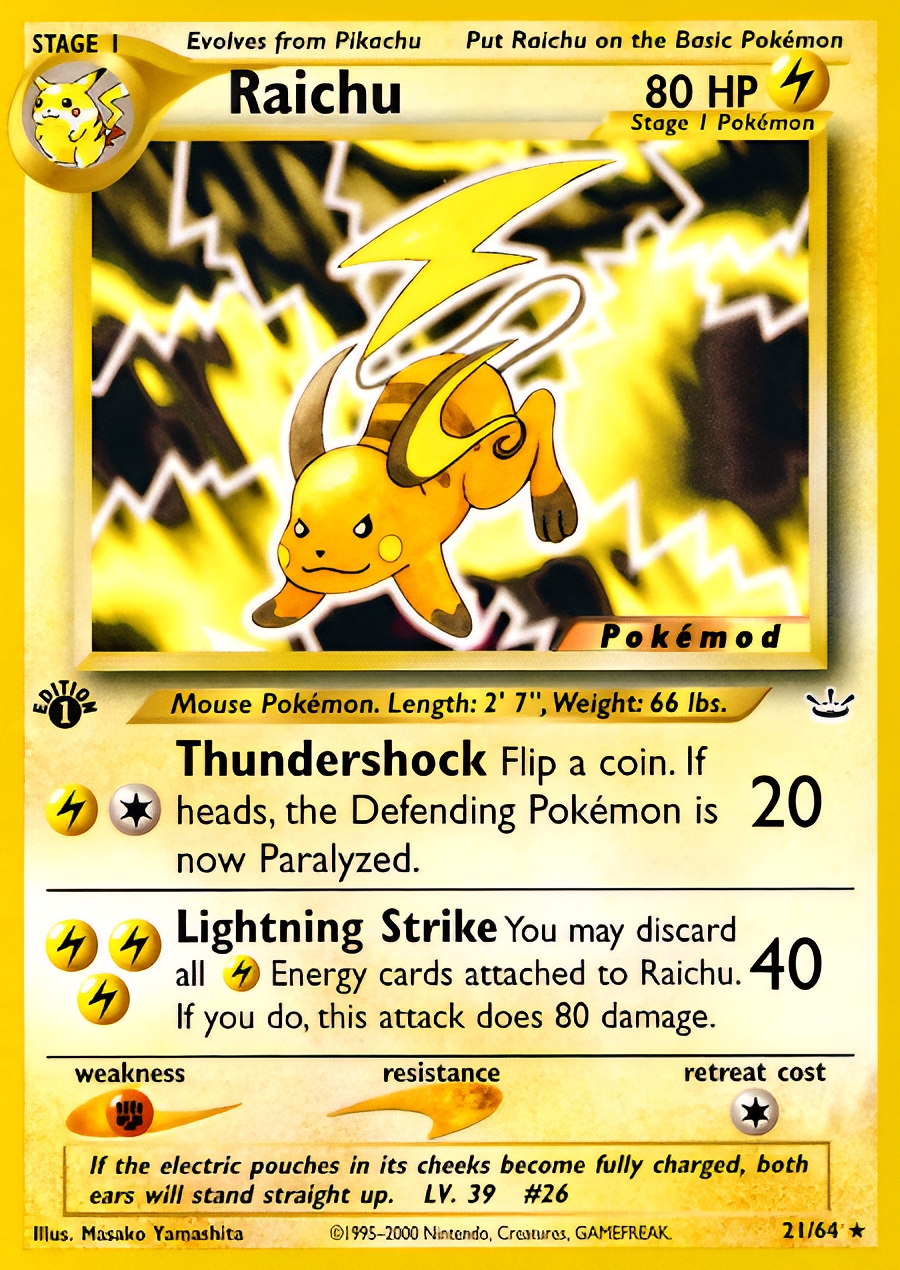 STAGE 1 Evolves from Pikachu Put Raichu on the Basic Pokémon
Raichu 80 HP
Stage 1 Pokémon
Pokémod
EDITION
1
Mouse Pokémon. Length: 2' 7", Weight: 66 lbs.
Thundershock Flip a coin. If
heads, the Defending Pokémon is
now Paralyzed.
20
Lightning Strike You may discard
all Energy cards attached to Raichu.
If you do, this attack does 80 damage.
40
weakness resistance retreat cost
If the electric pouches in its cheeks become fully charged, both
ears will stand straight up. LV. 39 #26
Illus. Masako Yamashita ©1995–2000 Nintendo, Creatures, GAMEFREAK. 21/64 ★